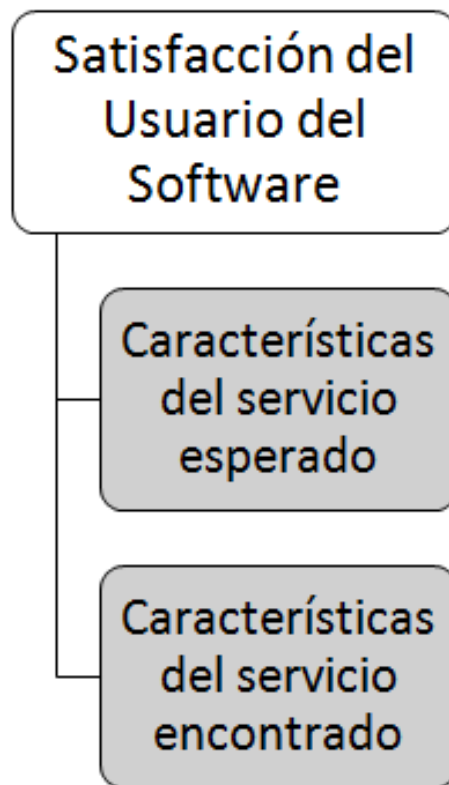 Satisfacción del
Usuario del
Software
Características
del servicio
esperado
Características
del servicio
encontrado